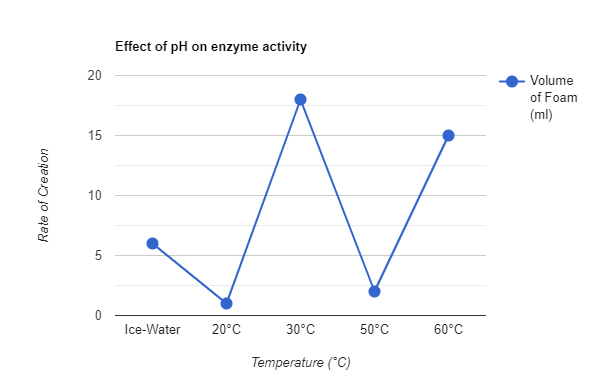 Effect of pH on enzyme activity
20
15
10
5
0
Rate of Creation
Ice-Water 20°C 30°C 50°C 60°C
Temperature (°C)
Volume
of Foam
(ml)